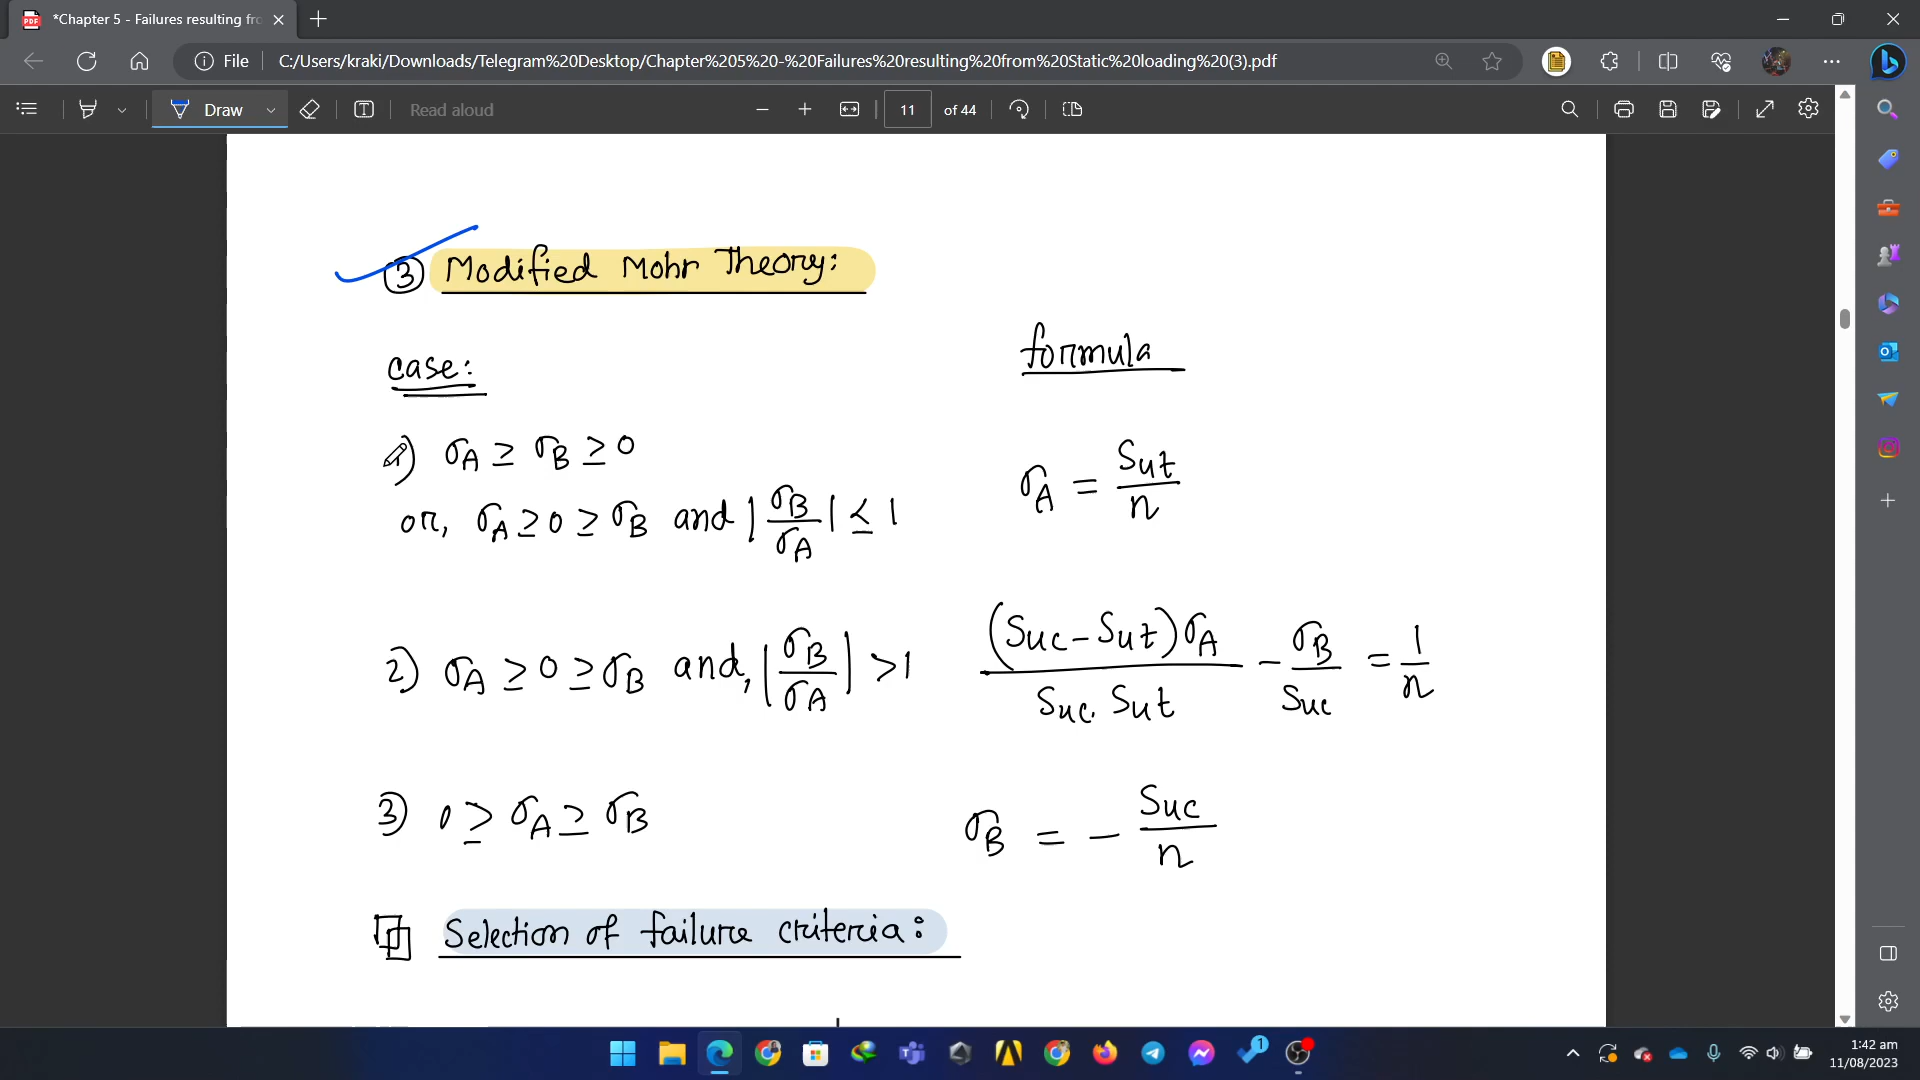 *Chapter 5 - Failures resulting fro
File
C:/Users/kraki/Downloads/Telegram%20Desktop/Chapter%205%20-%20Failures%20resulting%20from%20Static%20loading%20(3).pdf
Draw
Read aloud
11 of 44
③ Modified Mohr Theory:
case:
formula
1) σA ≥ σB ≥ 0
or, σA ≥ 0 ≥ σB and |σB/σA| ≤ 1
σA = Sut/n
2) σA ≥ 0 ≥ σB and, |σB/σA| > 1
(Suc - Sut)σA / Suc. Sut - σB/Suc = 1/n
3) 0 ≥ σA ≥ σB
σB = - Suc/n
Selection of failure criteria:
1
1:42 am
11/08/2023